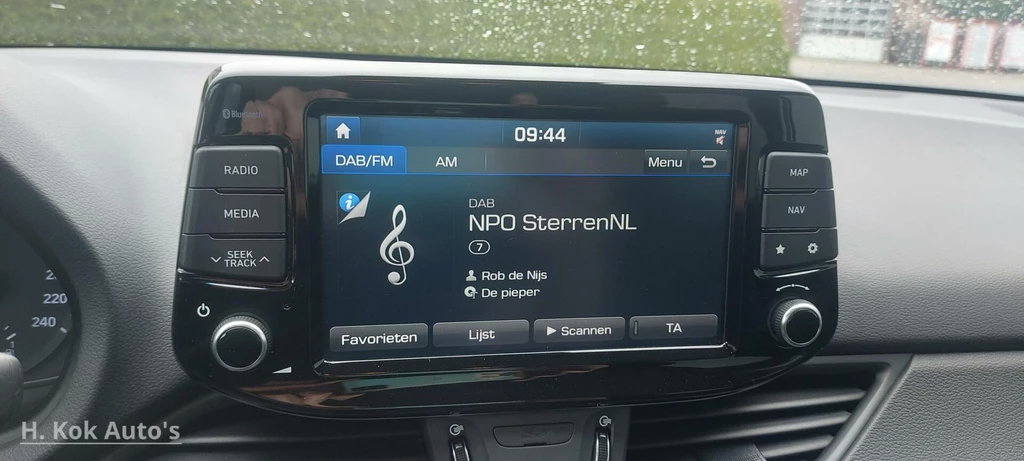 Bluetooth
RADIO
MEDIA
SEEK
TRACK
09:44
NAV
DAB/FM
AM
Menu
DAB
NPO SterrenNL
7
Rob de Nijs
De pieper
Favorieten
Lijst
Scannen
TA
MAP
NAV
220
240
H. Kok Auto's